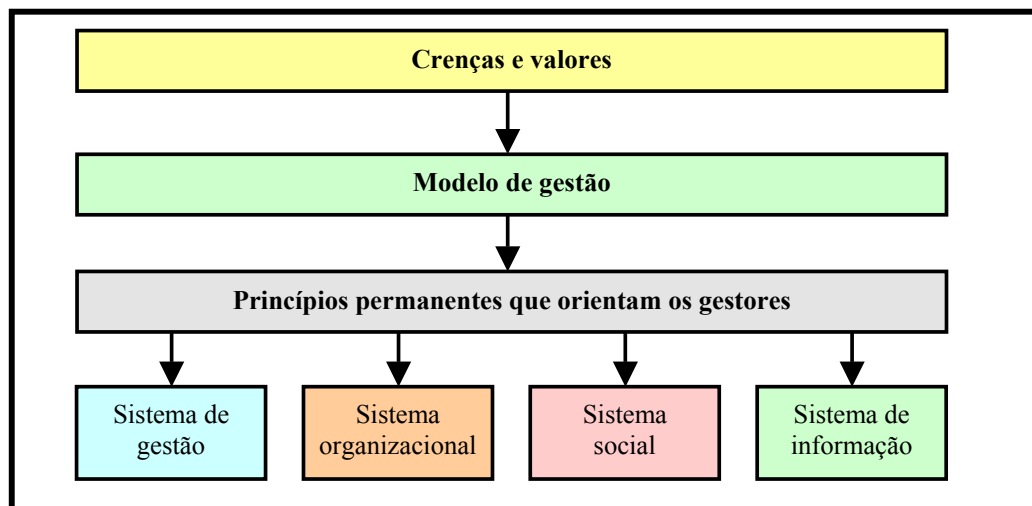 Crenças e valores
Modelo de gestão
Princípios permanentes que orientam os gestores
Sistema de
gestão
Sistema
organizacional
Sistema
social
Sistema de
informação